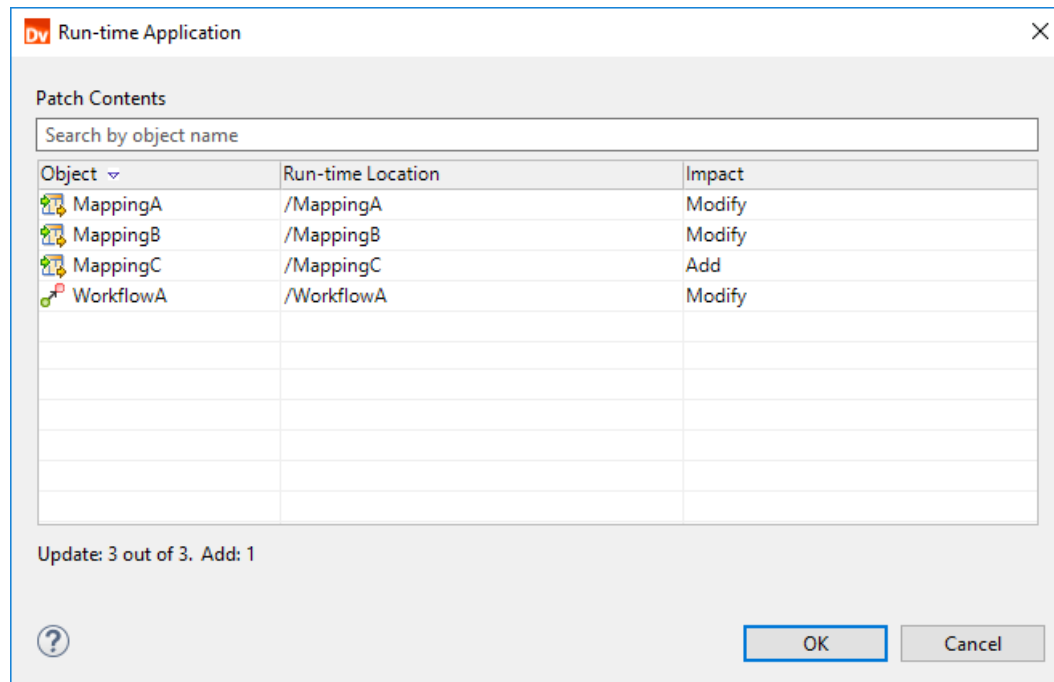 Dv Run-time Application
Patch Contents
Search by object name
Object Run-time Location Impact
MappingA /MappingA Modify
MappingB /MappingB Modify
MappingC /MappingC Add
WorkflowA /WorkflowA Modify
Update: 3 out of 3. Add: 1
? OK Cancel